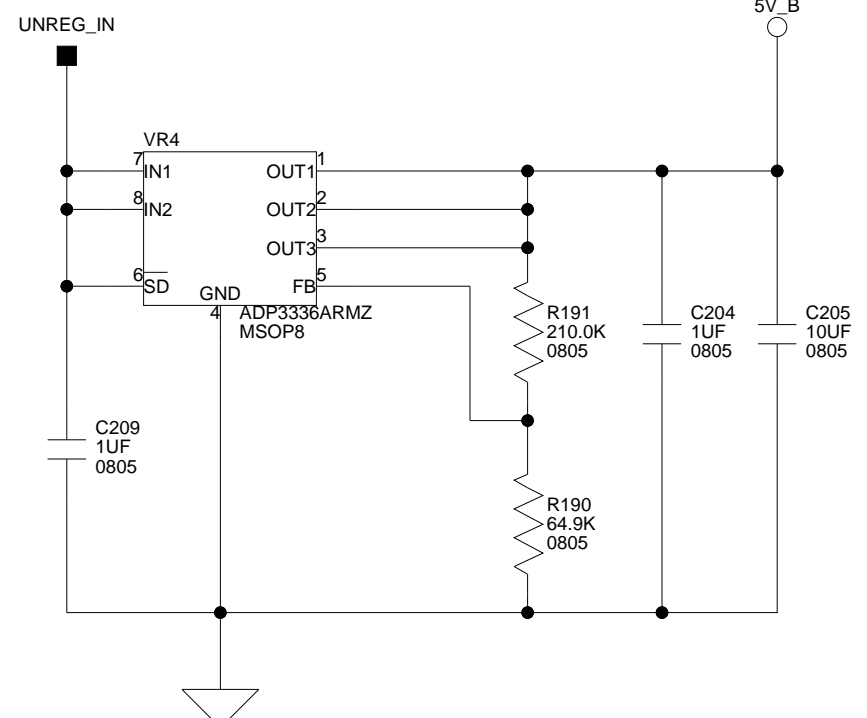 5V_B
UNREG_IN
VR4
7
IN1
OUT1
1
8
IN2
OUT2
2
OUT3
3
6
SD
FB
5
GND
4
ADP3336ARMZ
MSOP8
R191
210.0K
0805
C204
1UF
0805
C205
10UF
0805
C209
1UF
0805
R190
64.9K
0805